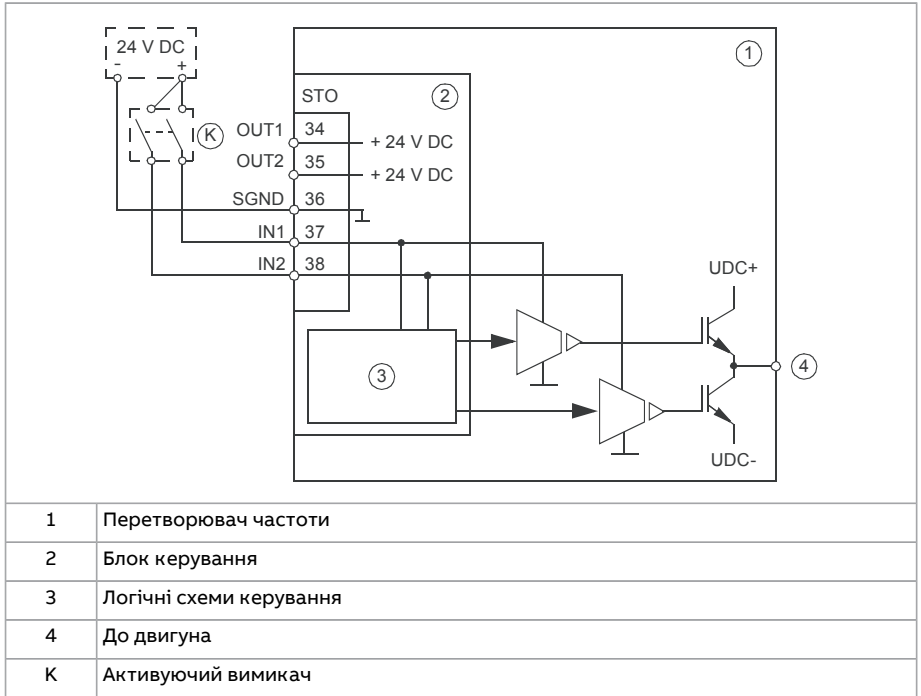 24 V DC
- +
1
STO
2
K
OUT1 34 + 24 V DC
OUT2 35 + 24 V DC
SGND 36
IN1 37
IN2 38
UDC+
3
4
UDC-
1 Перетворювач частоти
2 Блок керування
3 Логічні схеми керування
4 До двигуна
K Активуючий вимикач